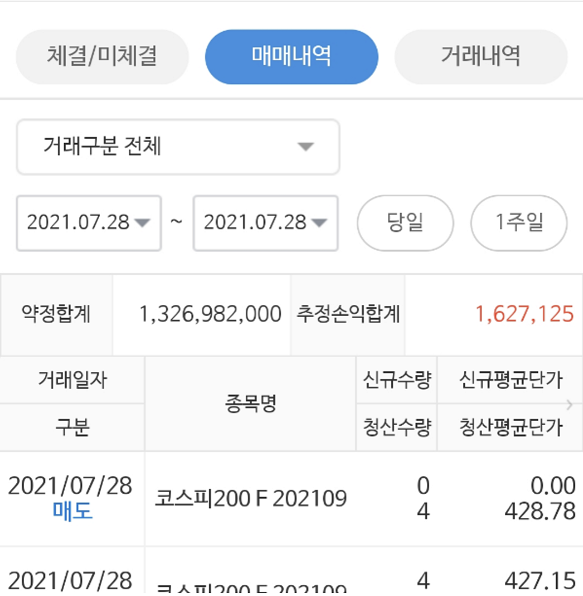 체결/미체결 매매내역 거래내역
거래구분 전체
2021.07.28 ~ 2021.07.28 당일 1주일
약정합계 1,326,982,000 추정손익합계 1,627,125
거래일자 종목명 신규수량 신규평균단가
구분 청산수량 청산평균단가
2021/07/28 코스피200 F 202109 0 0.00
매도 4 428.78
2021/07/28 코스피200 F 202109 4 427.15